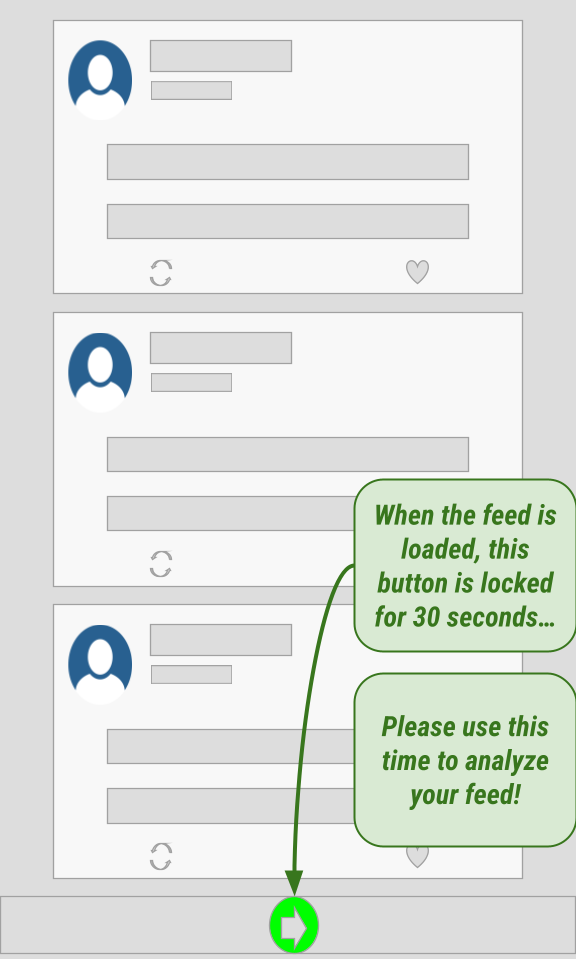 When the feed is
loaded, this
button is locked
for 30 seconds...
Please use this
time to analyze
your feed!